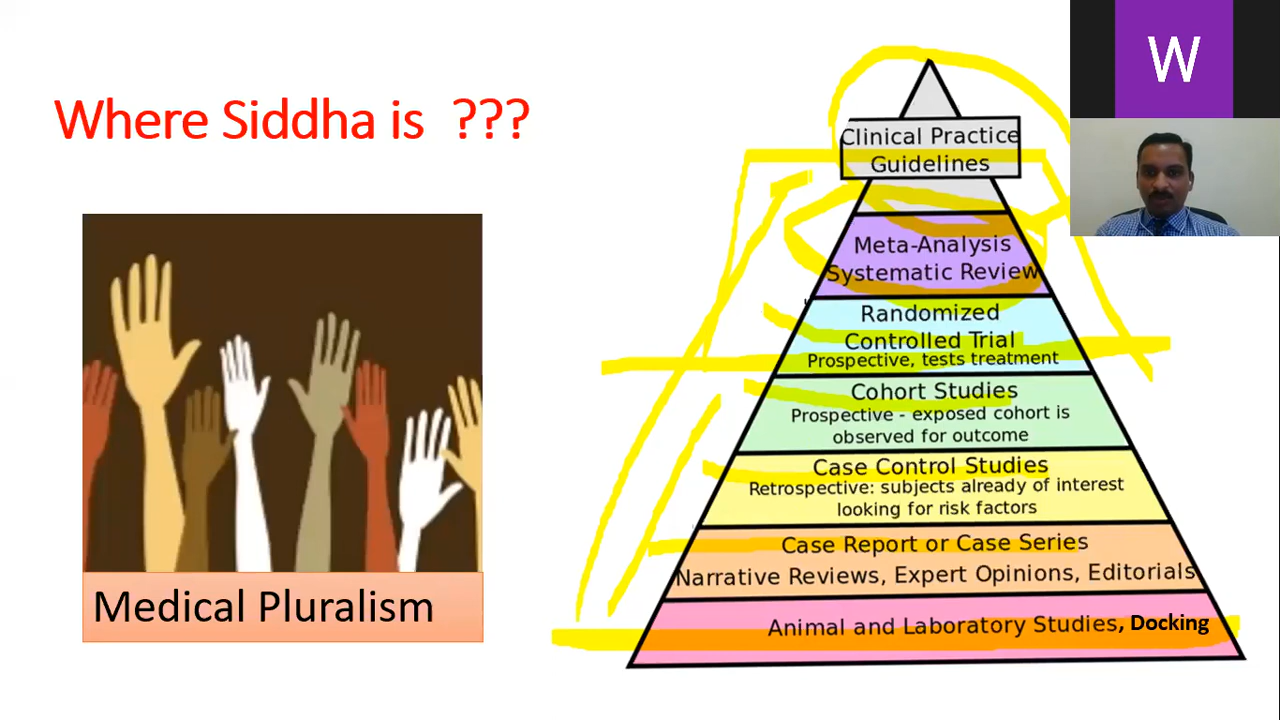 Where Siddha is ???
Medical Pluralism
W
Clinical Practice
Guidelines
Meta-Analysis
Systematic Review
Randomized
Controlled Trial
Prospective, tests treatment
Cohort Studies
Prospective - exposed cohort is
observed for outcome
Case Control Studies
Retrospective: subjects already of interest
looking for risk factors
Case Report or Case Series
Narrative Reviews, Expert Opinions, Editorials
Animal and Laboratory Studies, Docking